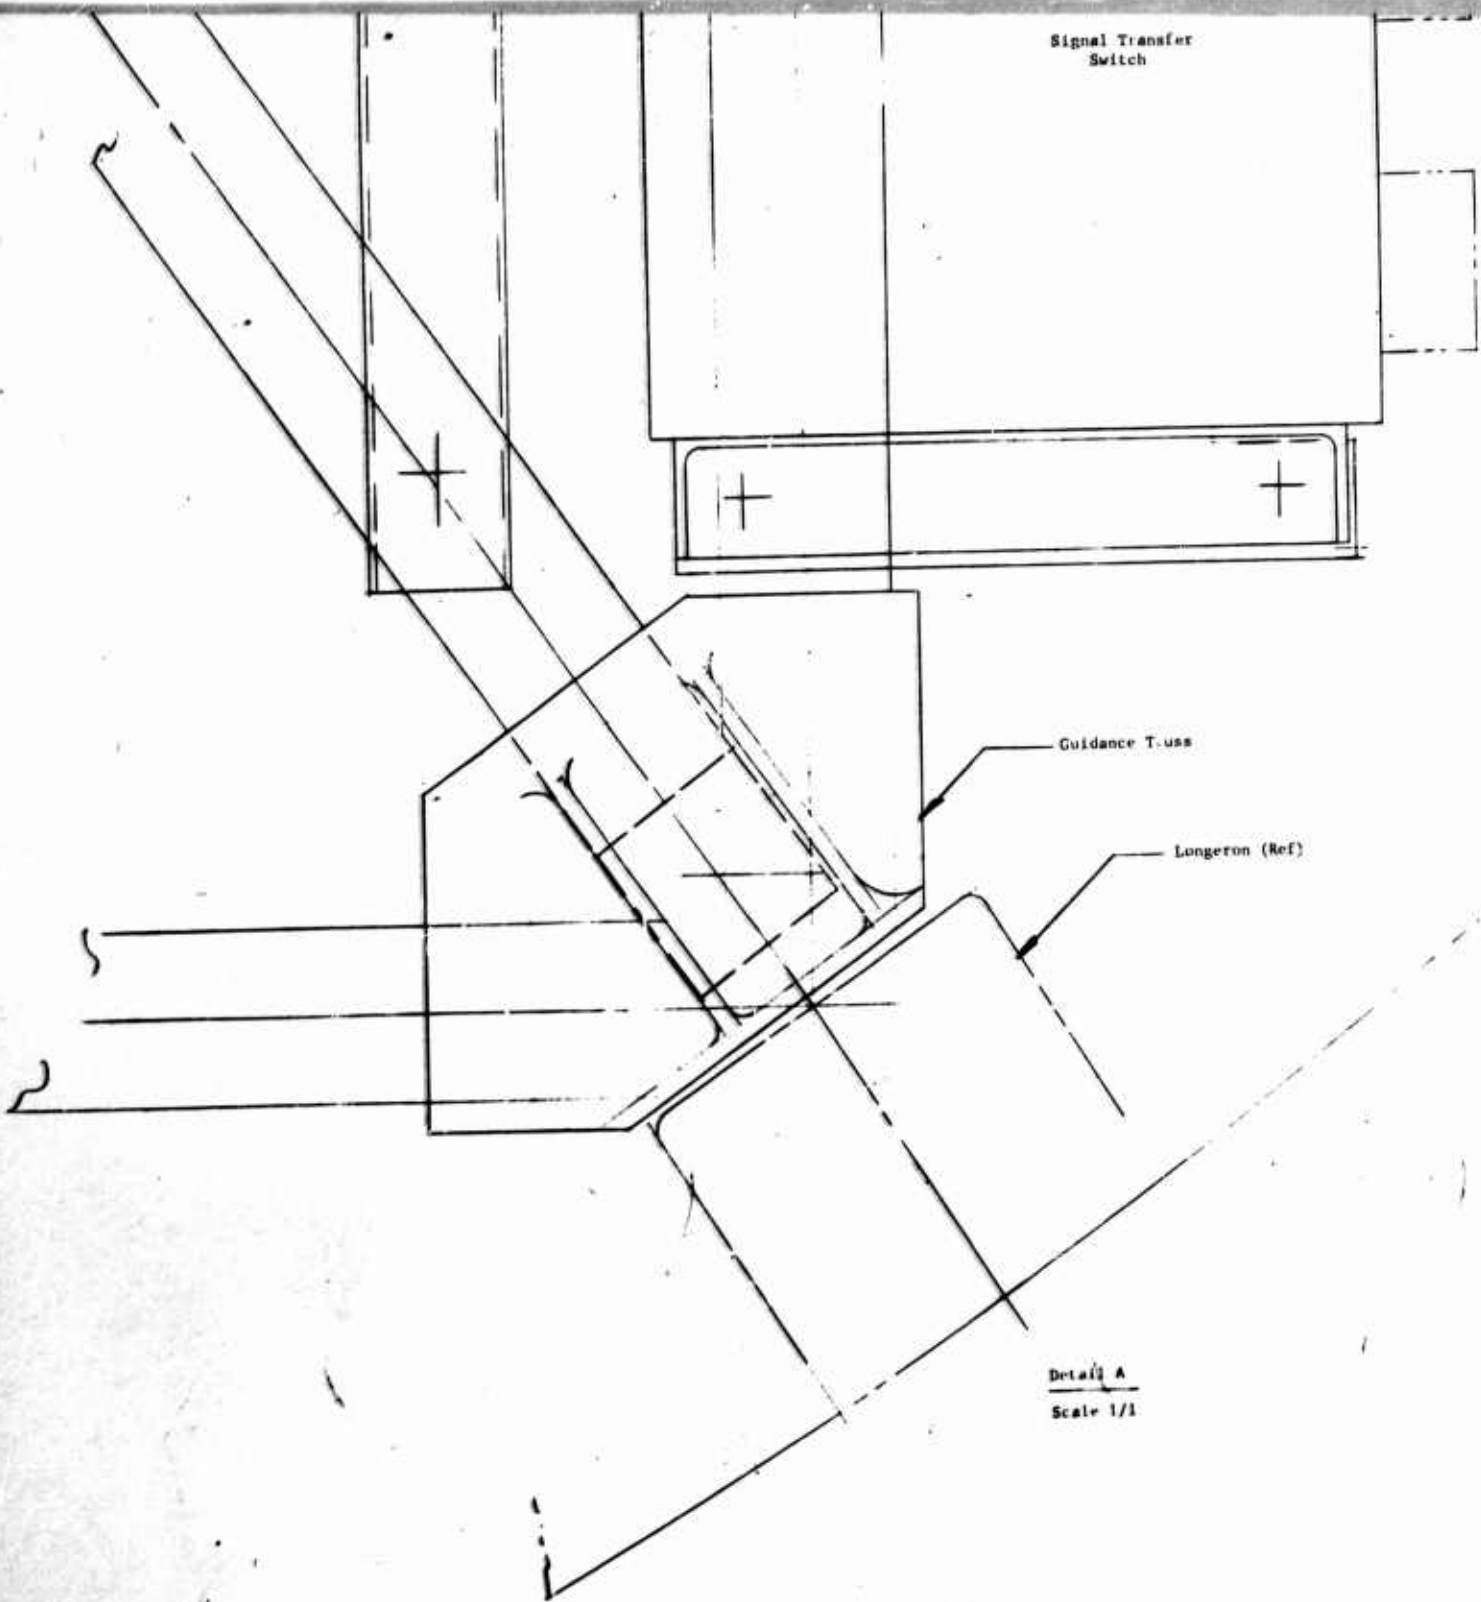 Signal Transfer
Switch
Guidance T.uss
Longeron (Ref)
Detail A
Scale 1/1